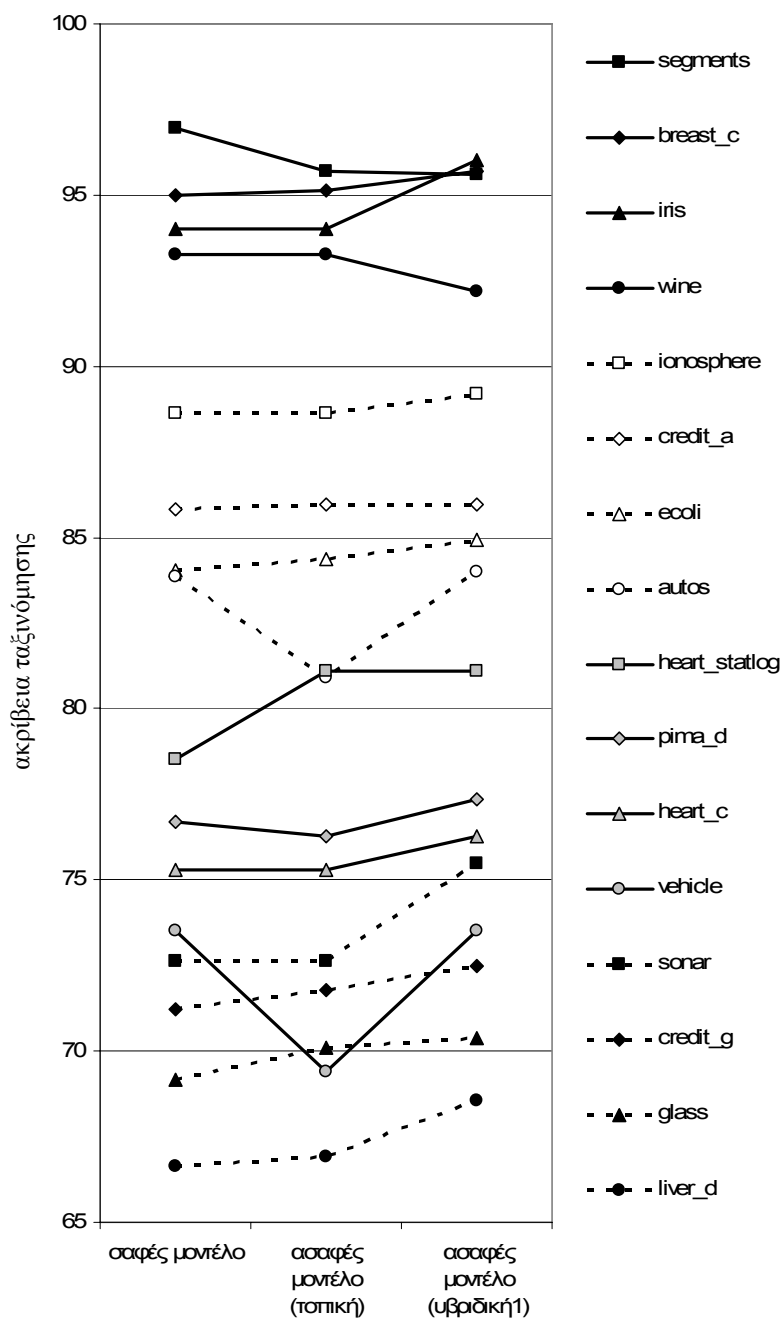 100
95
90
85
80
75
70
65
ακρίβεια ταξινόμησης
σαφές μοντέλο
ασαφές
μοντέλο
(τοπική)
ασαφές
μοντέλο
(υβριδική1)
segments
breast_c
iris
wine
ionosphere
credit_a
ecoli
autos
heart_statlog
pima_d
heart_c
vehicle
sonar
credit_g
glass
liver_d